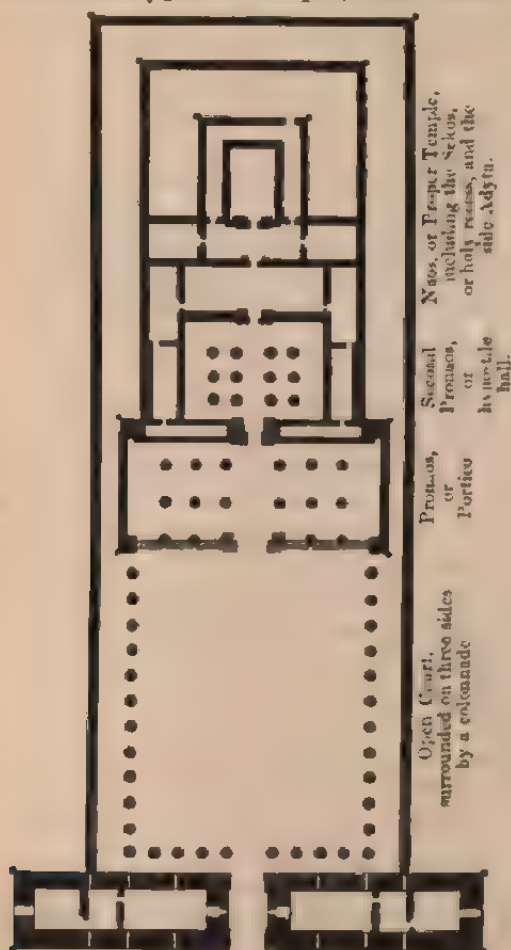 Naos, or Proper Temple,
including the Sekos,
or holy recess, and the
side Adyta.
Second
Pronaos,
or
hypostile
hall.
Pronaos,
or
Portico
Open Court,
surrounded on three sides
by a colonnade